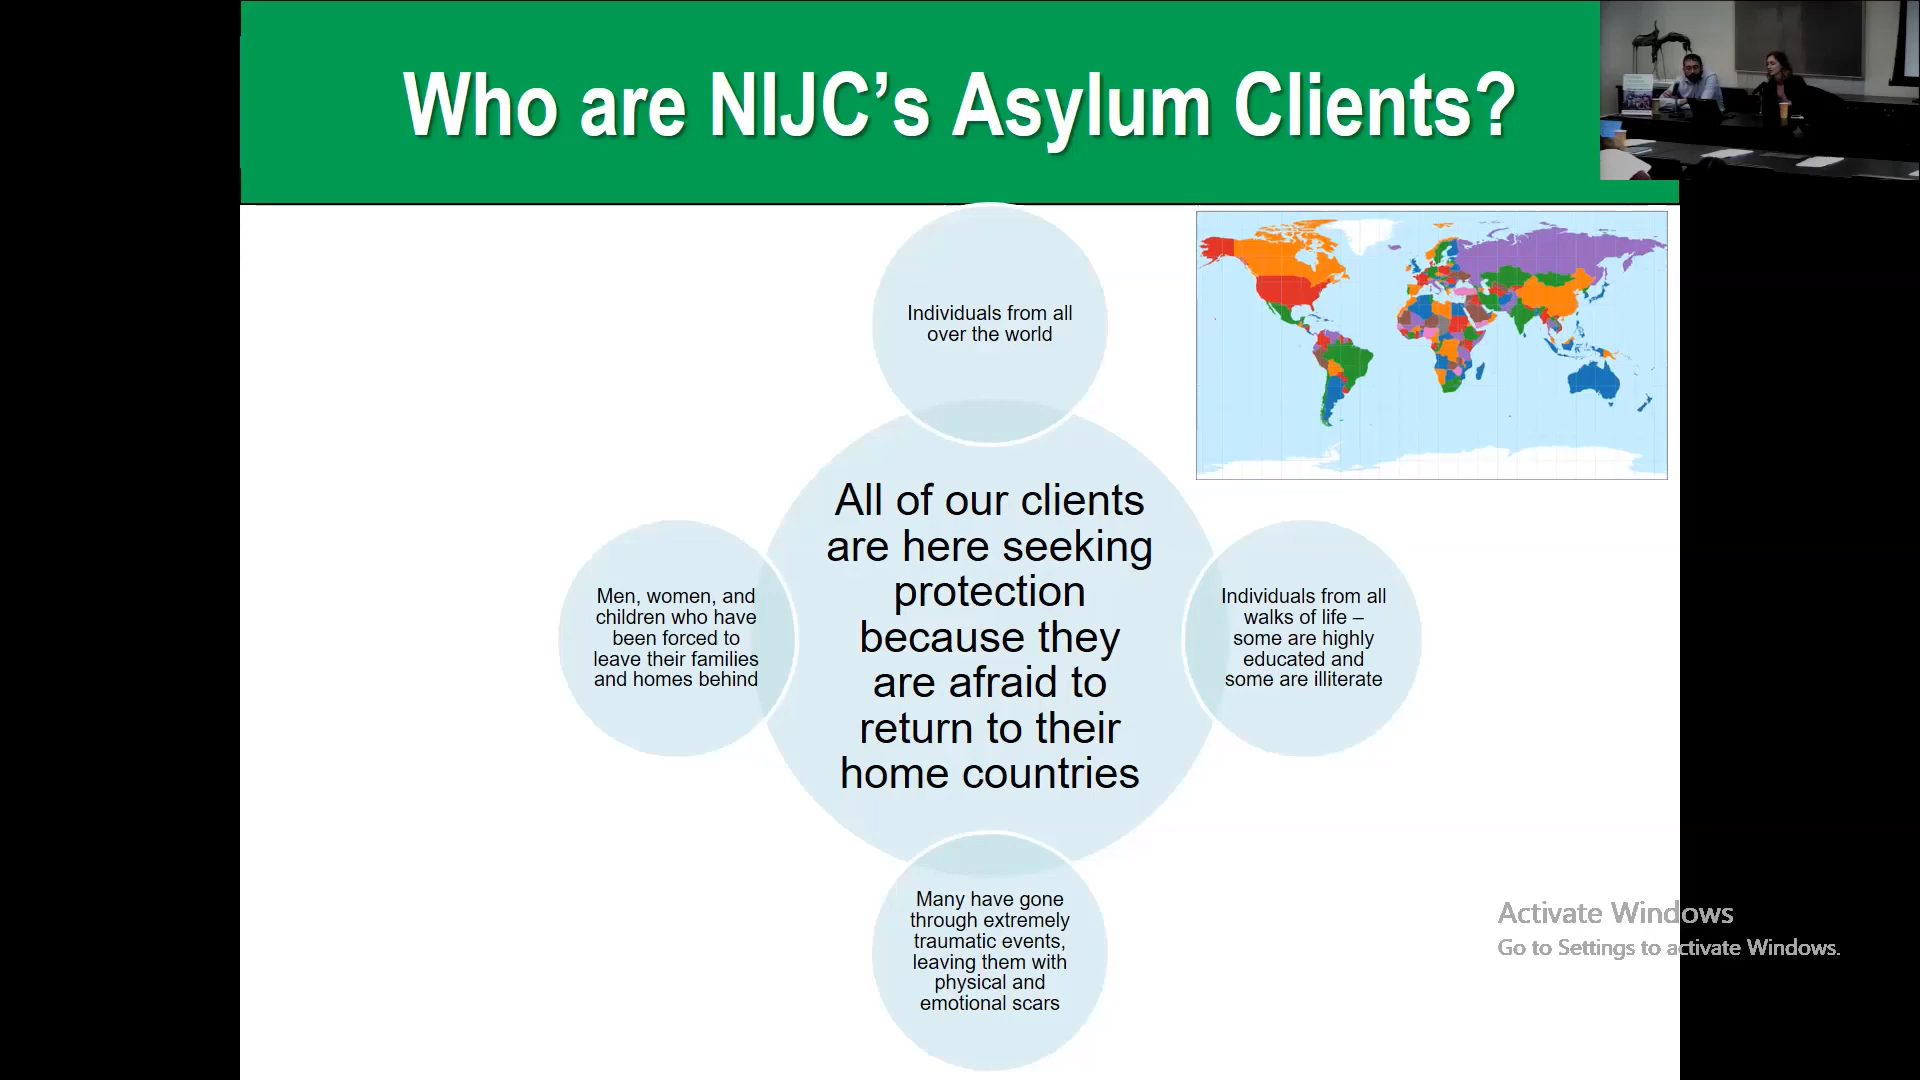 Who are NIJC's Asylum Clients?
Individuals from all
over the world
All of our clients
are here seeking
protection
because they
are afraid to
return to their
home countries
Men, women, and
children who have
been forced to
leave their families
and homes behind
Individuals from all
walks of life –
some are highly
educated and
some are illiterate
Many have gone
through extremely
traumatic events,
leaving them with
physical and
emotional scars
Activate Windows
Go to Settings to activate Windows.